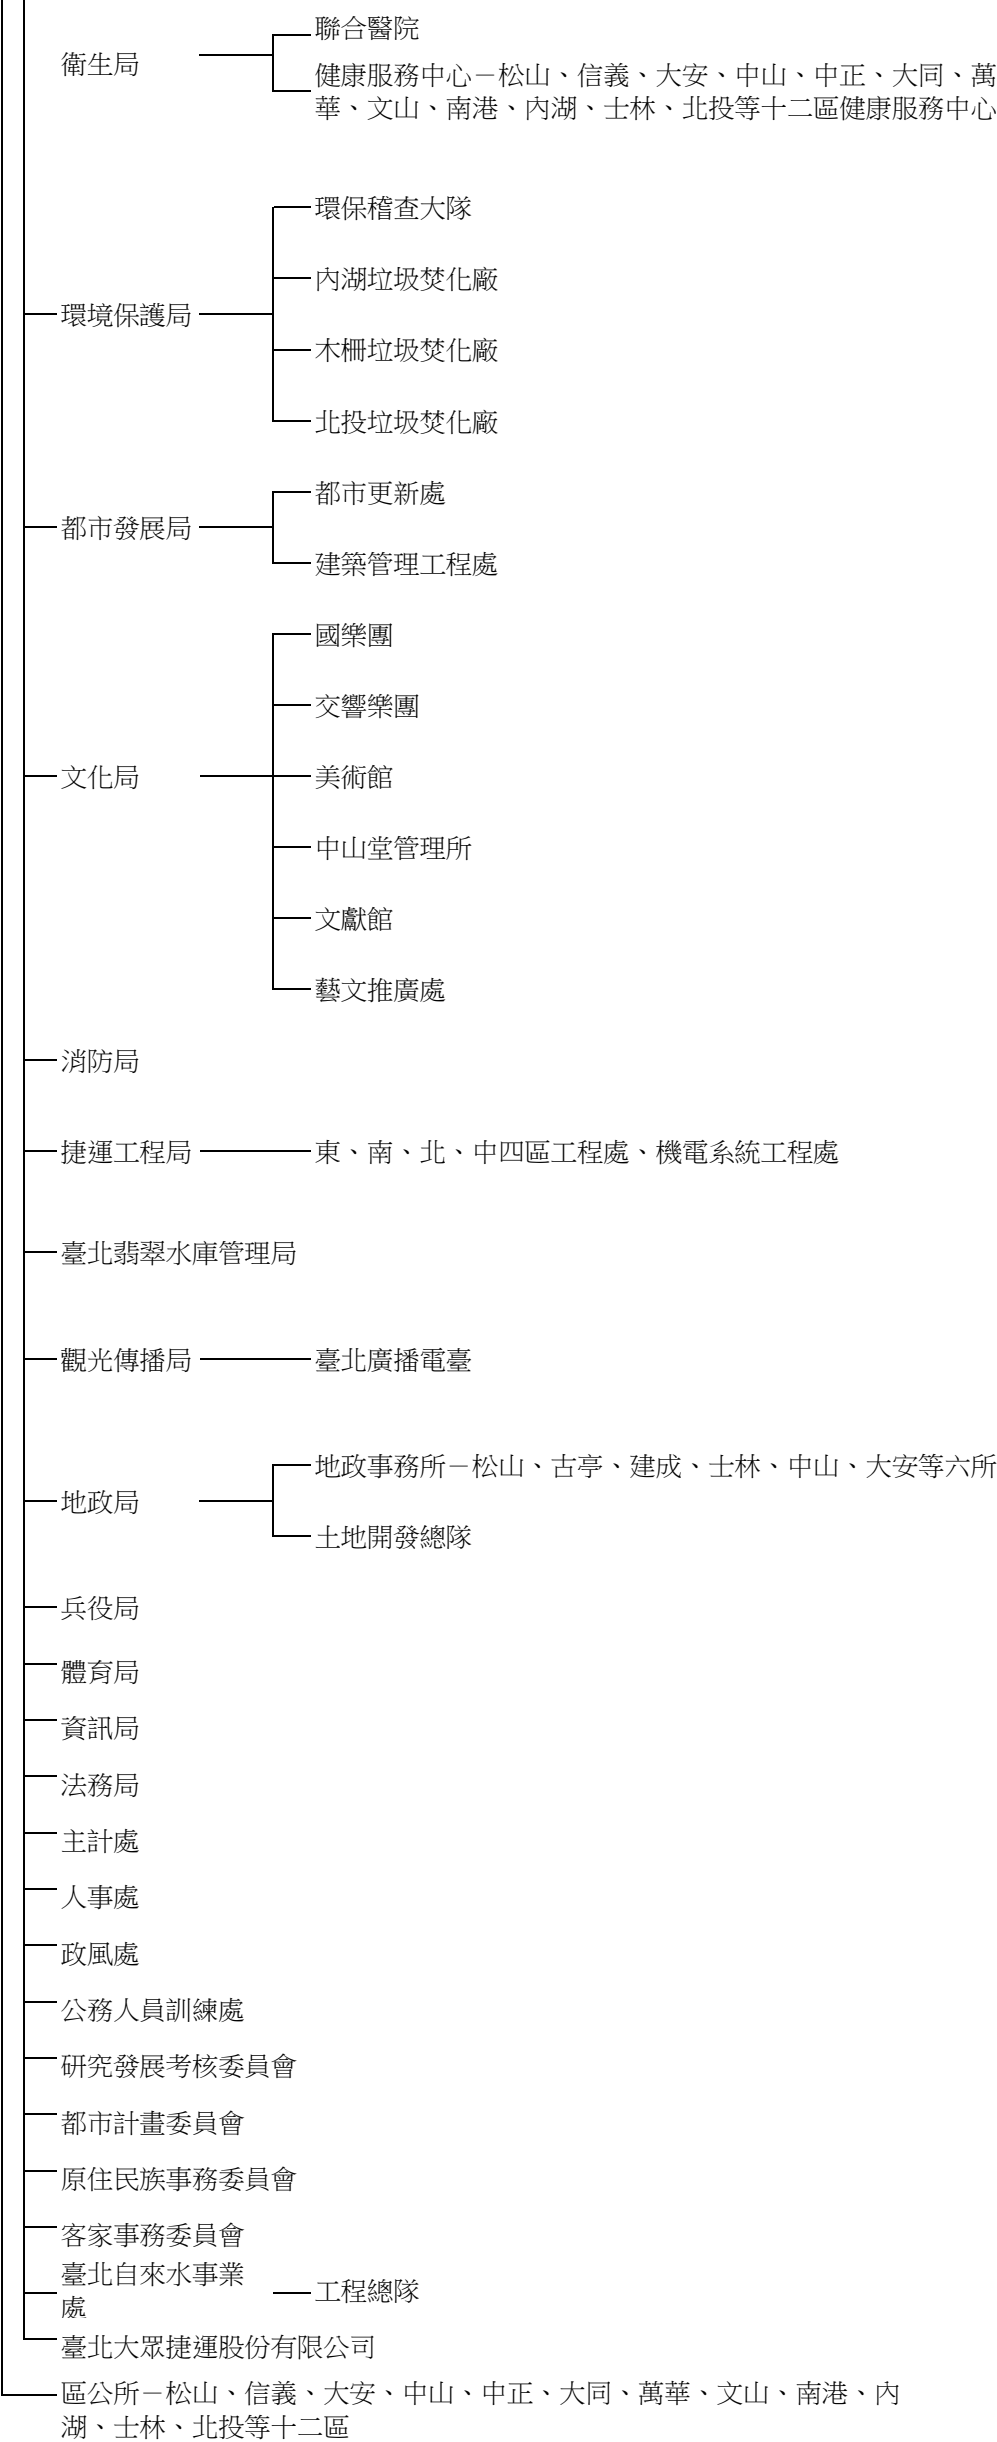 衛生局
聯合醫院
健康服務中心－松山、信義、大安、中山、中正、大同、萬
華、文山、南港、內湖、士林、北投等十二區健康服務中心
環境保護局
環保稽查大隊
內湖垃圾焚化廠
木柵垃圾焚化廠
北投垃圾焚化廠
都市發展局
都市更新處
建築管理工程處
文化局
國樂團
交響樂團
美術館
中山堂管理所
文獻館
藝文推廣處
消防局
捷運工程局
東、南、北、中四區工程處、機電系統工程處
臺北翡翠水庫管理局
觀光傳播局
臺北廣播電臺
地政局
地政事務所－松山、古亭、建成、士林、中山、大安等六所
土地開發總隊
兵役局
體育局
資訊局
法務局
主計處
人事處
政風處
公務人員訓練處
研究發展考核委員會
都市計畫委員會
原住民族事務委員會
客家事務委員會
臺北自來水事業
處
工程總隊
臺北大眾捷運股份有限公司
區公所－松山、信義、大安、中山、中正、大同、萬華、文山、南港、內
湖、士林、北投等十二區